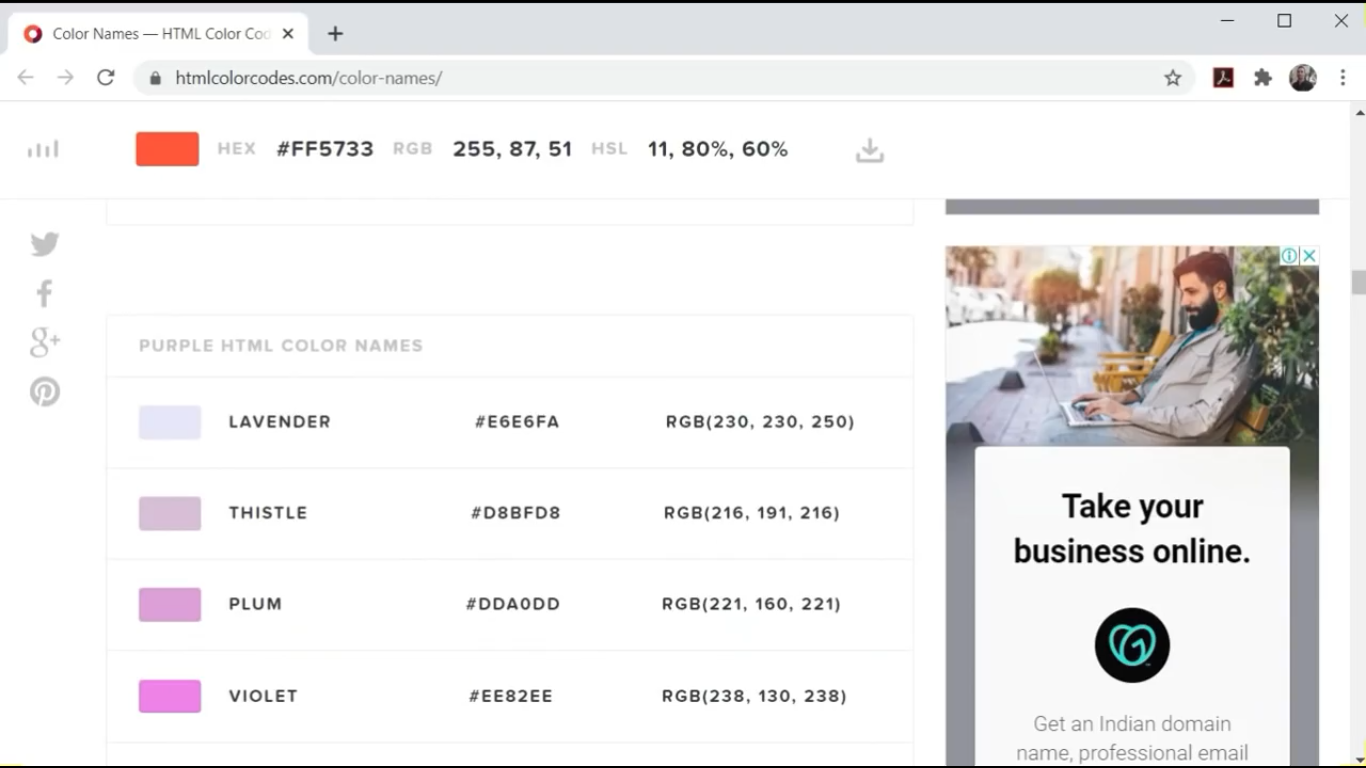 Color Names — HTML Color Cod
htmlcolorcodes.com/color-names/
HEX #FF5733 RGB 255, 87, 51 HSL 11, 80%, 60%
PURPLE HTML COLOR NAMES
LAVENDER #E6E6FA RGB(230, 230, 250)
THISTLE #D8BFD8 RGB(216, 191, 216)
PLUM #DDA0DD RGB(221, 160, 221)
VIOLET #EE82EE RGB(238, 130, 238)
Take your
business online.
Get an Indian domain
name, professional email